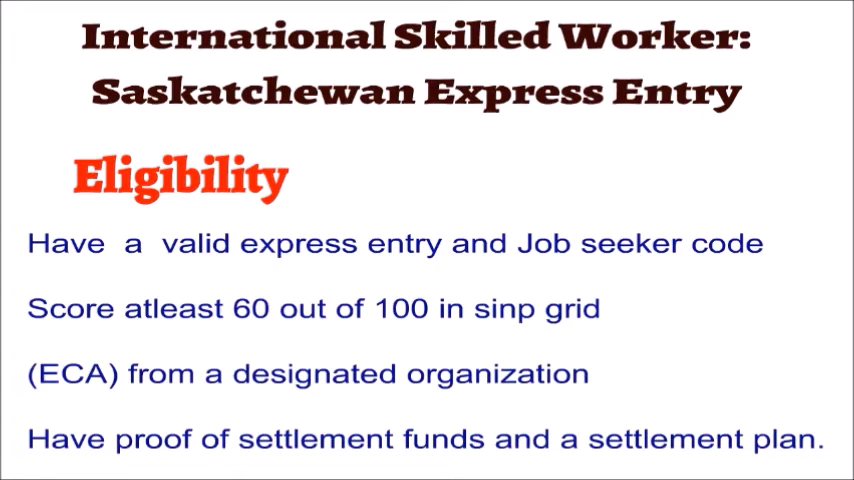 International Skilled Worker:
Saskatchewan Express Entry
Eligibility
Have a valid express entry and Job seeker code
Score atleast 60 out of 100 in sinp grid
(ECA) from a designated organization
Have proof of settlement funds and a settlement plan.